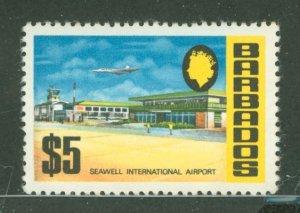 BARBADOS
$5
SEAWELL INTERNATIONAL AIRPORT